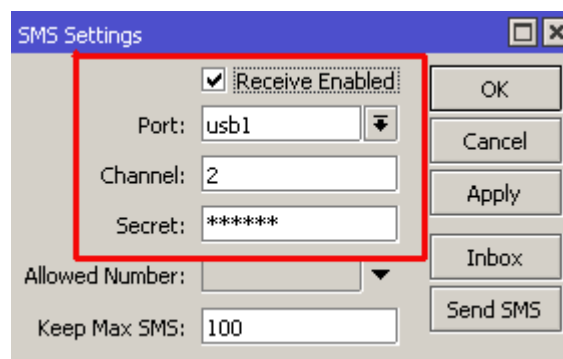 SMS Settings
Receive Enabled
OK
Port: usb1
Cancel
Channel: 2
Apply
Secret: ******
Inbox
Allowed Number:
Send SMS
Keep Max SMS: 100